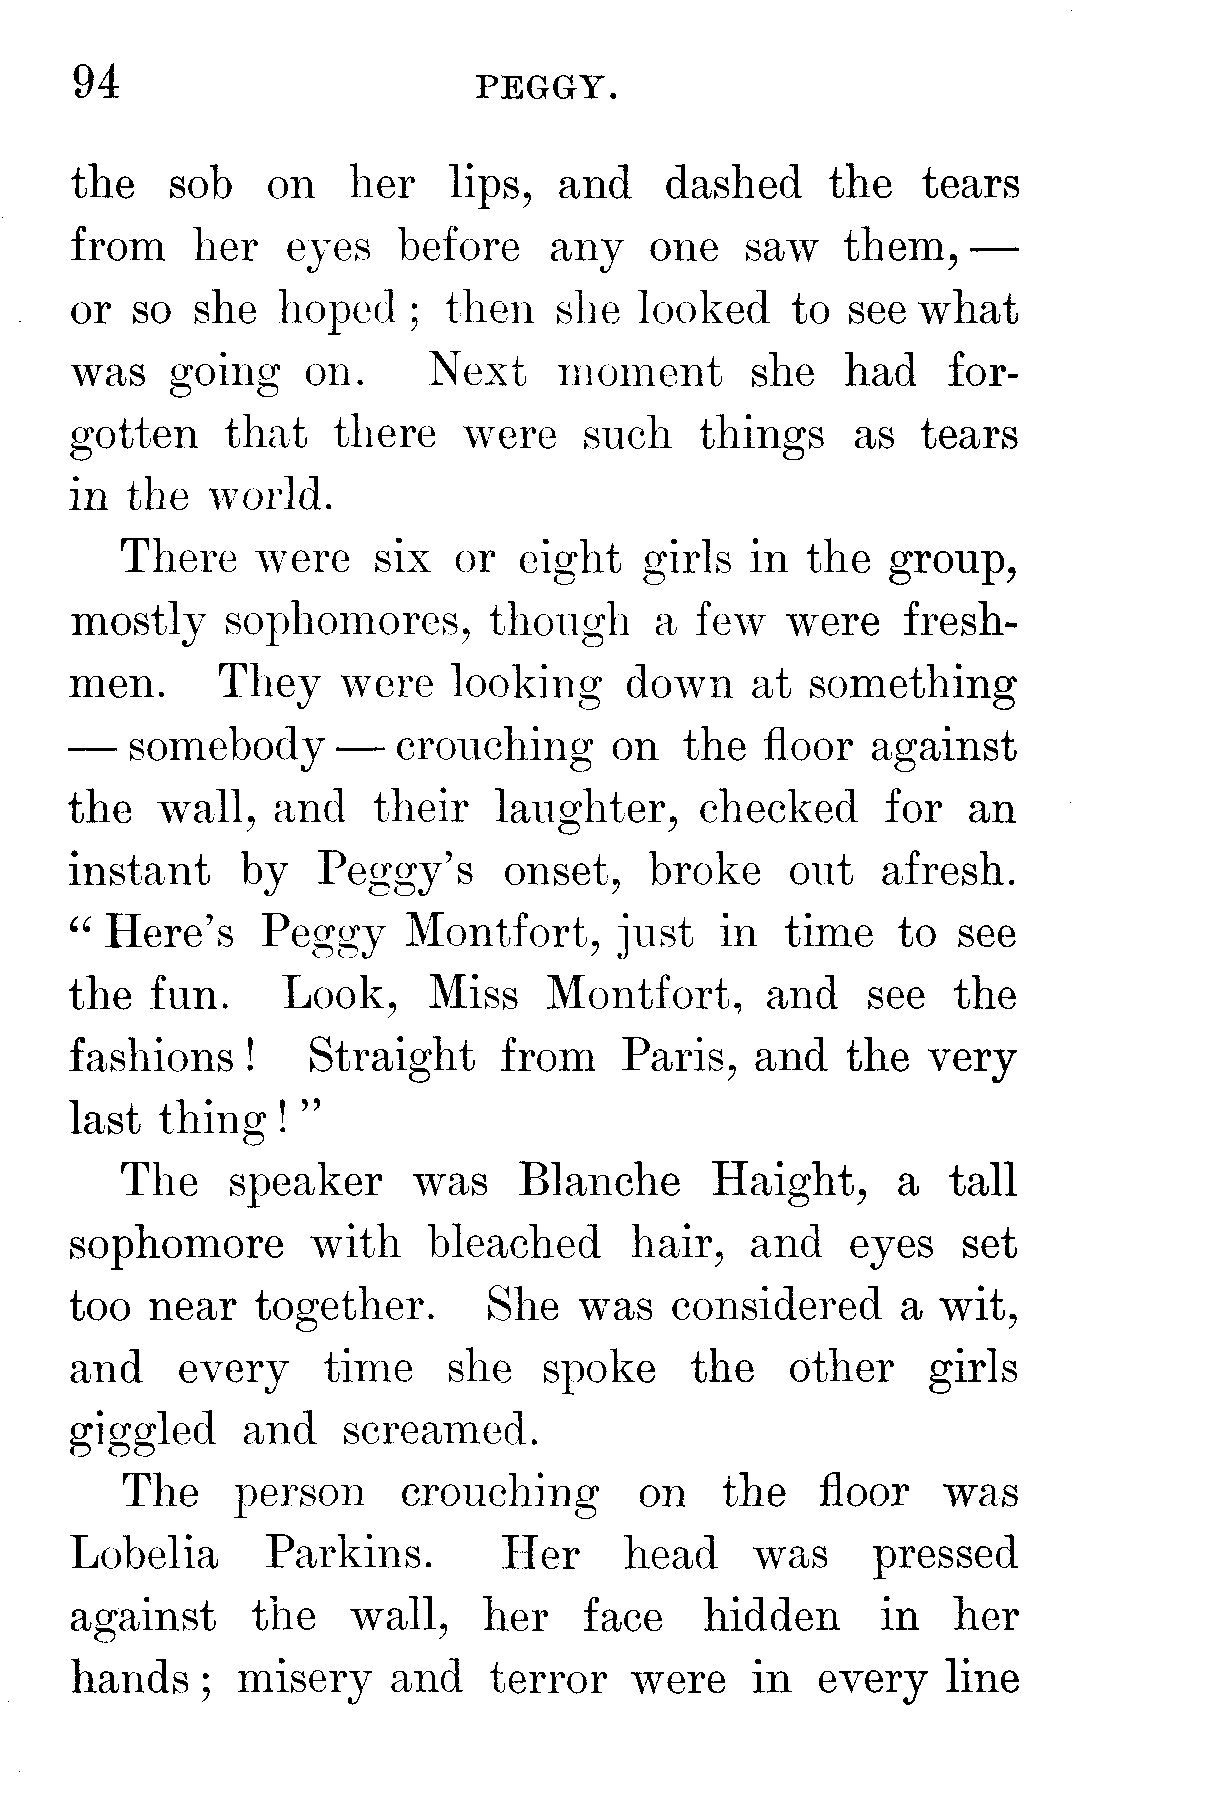 94 PEGGY.
the sob on her lips, and dashed the tears
from her eyes before any one saw them, —
or so she hoped ; then she looked to see what
was going on. Next moment she had for-
gotten that there were such things as tears
in the world.
There were six or eight girls in the group,
mostly sophomores, though a few were fresh-
men. They were looking down at something
— somebody — crouching on the floor against
the wall, and their laughter, checked for an
instant by Peggy’s onset, broke out afresh.
“ Here’s Peggy Montfort, just in time to see
the fun. Look, Miss Montfort, and see the
fashions ! Straight from Paris, and the very
last thing ! ”
The speaker was Blanche Haight, a tall
sophomore with bleached hair, and eyes set
too near together. She was considered a wit,
and every time she spoke the other girls
giggled and screamed.
The person crouching on the floor was
Lobelia Parkins. Her head was pressed
against the wall, her face hidden in her
hands ; misery and terror were in every line